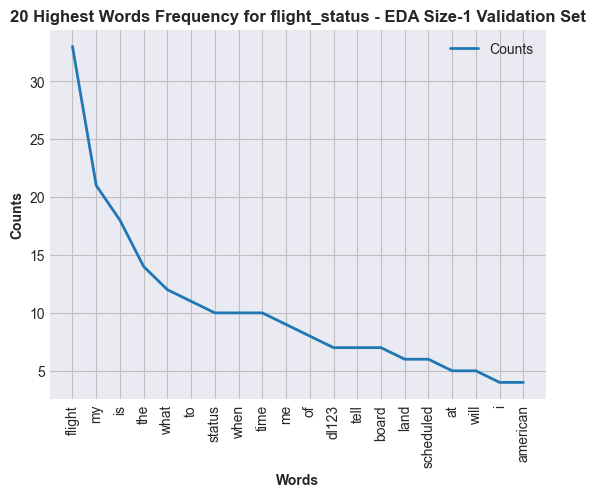 20 Highest Words Frequency for flight_status - EDA Size-1 Validation Set
Counts
Counts
30
25
20
15
10
5
flight
my
is
the
what
to
status
when
time
me
of
dl123
tell
board
land
scheduled
at
will
i
american
Words